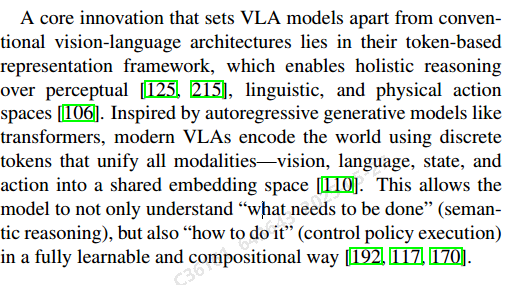 A core innovation that sets VLA models apart from conven-
tional vision-language architectures lies in their token-based
representation framework, which enables holistic reasoning
over perceptual [125, 215], linguistic, and physical action
spaces [106]. Inspired by autoregressive generative models like
transformers, modern VLAs encode the world using discrete
tokens that unify all modalities—vision, language, state, and
action into a shared embedding space [110]. This allows the
model to not only understand “what needs to be done” (seman-
tic reasoning), but also “how to do it” (control policy execution)
in a fully learnable and compositional way [192, 117, 170].